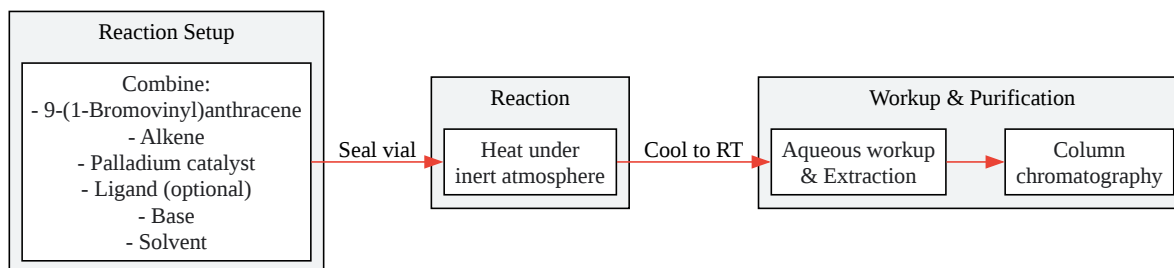 Reaction Setup
Combine:
- 9-(1-Bromovinyl)anthracene
- Alkene
- Palladium catalyst
- Ligand (optional)
- Base
- Solvent
Seal vial
Reaction
Heat under
inert atmosphere
Cool to RT
Workup & Purification
Aqueous workup
& Extraction
Column
chromatography